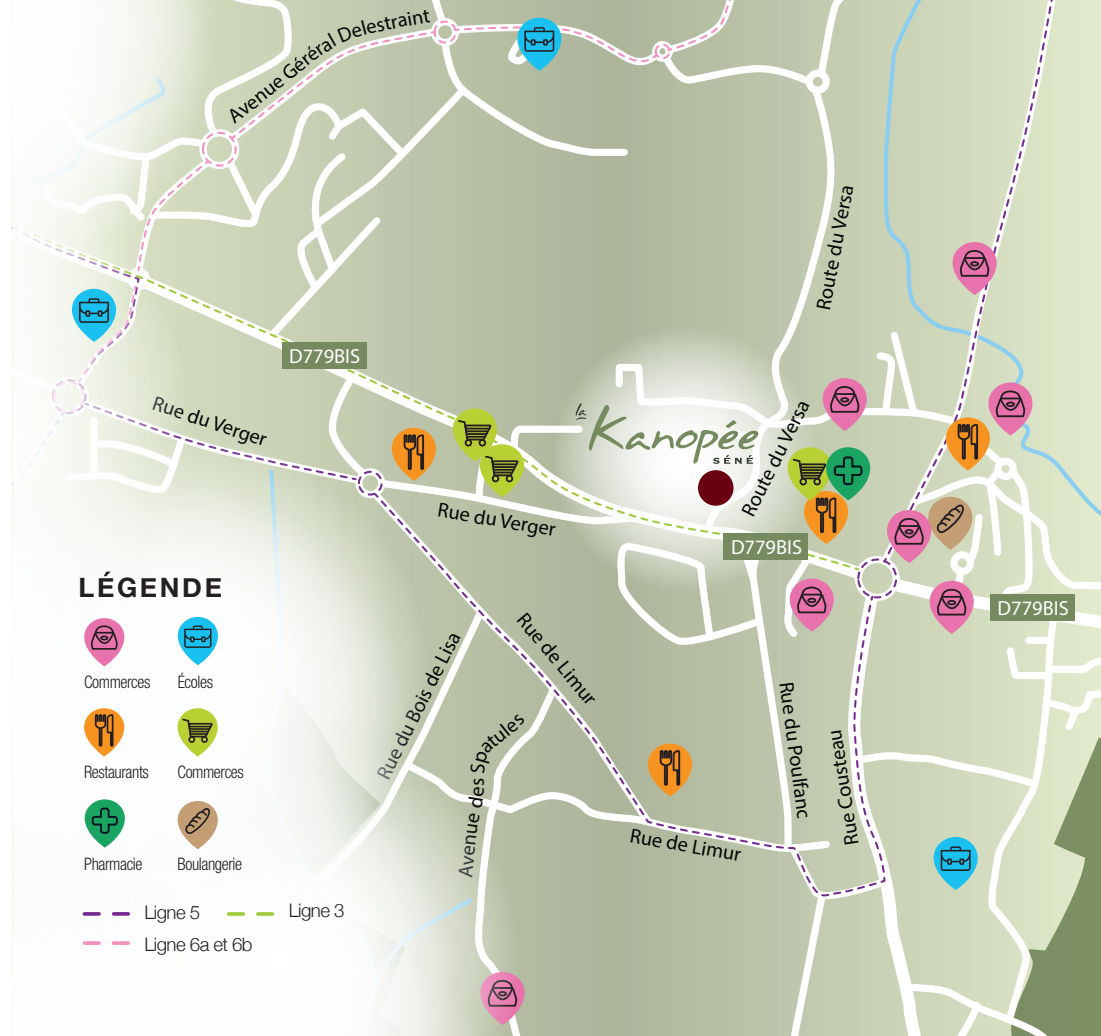 Avenue Géréral Delestraint
Route du Versa
D779BIS
Rue du Verger
la
Kanopée
SÉNÉ
Route du Versa
Rue du Verger
D779BIS
D779BIS
LÉGENDE
Commerces
Écoles
Restaurants
Commerces
Pharmacie
Boulangerie
Ligne 5
Ligne 3
Ligne 6a et 6b
Rue du Bois de Lisa
Rue de Limur
Avenue des Spatules
Rue du Poulfanc
Rue Cousteau
Rue de Limur